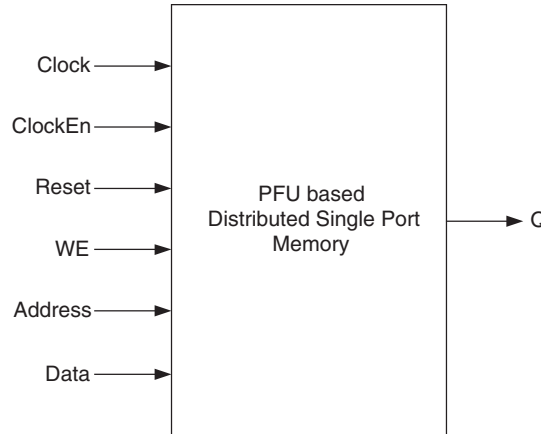 Clock
ClockEn
Reset
WE
Address
Data
PFU based
Distributed Single Port
Memory
Q